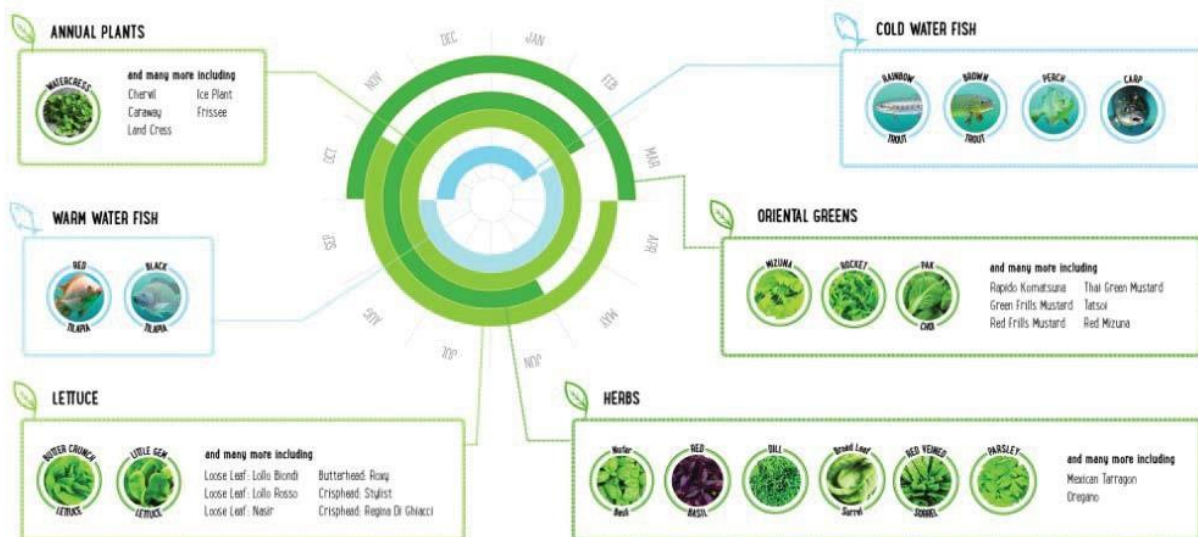 ANNUAL PLANTS
WATERCRESS
and many more including
Chervil Ice Plant
Caraway Frissee
Land Cress
DEC
JAN
NOV
FEB
OCT
MAR
SEP
APR
AUG
MAY
JUL
JUN
COLD WATER FISH
RAINBOW TROUT
BROWN TROUT
PERCH
CARP
WARM WATER FISH
RED TILAPIA
BLACK TILAPIA
ORIENTAL GREENS
MIZUNA
ROCKET
PAK CHOI
and many more including
Rapido Komatsuna Thai Green Mustard
Green Frills Mustard Tatsoi
Red Frills Mustard Red Mizuna
LETTUCE
BUTTER CRUNCH LETTUCE
LITTLE GEM LETTUCE
and many more including
Loose Leaf: Lollo Biondi Butterhead: Roxy
Loose Leaf: Lollo Rosso Crisphead: Stylist
Loose Leaf: Nasir Crisphead: Regina Di Ghiacci
HERBS
Basil
RED BASIL
DILL
Broad Leaf Sorrel
RED VEINED SORREL
PARSLEY
and many more including
Mexican Tarragon
Oregano